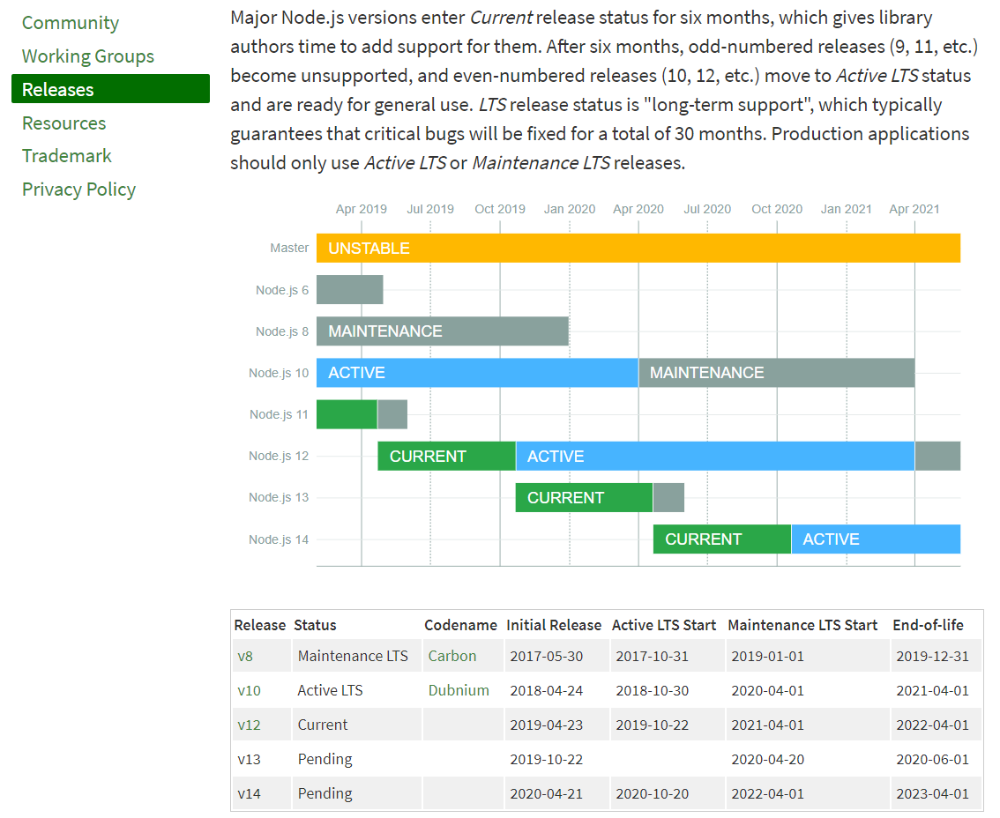 Community
Working Groups
Releases
Resources
Trademark
Privacy Policy
Major Node.js versions enter Current release status for six months, which gives library
authors time to add support for them. After six months, odd-numbered releases (9, 11, etc.)
become unsupported, and even-numbered releases (10, 12, etc.) move to Active LTS status
and are ready for general use. LTS release status is "long-term support", which typically
guarantees that critical bugs will be fixed for a total of 30 months. Production applications
should only use Active LTS or Maintenance LTS releases.
Apr 2019 Jul 2019 Oct 2019 Jan 2020 Apr 2020 Jul 2020 Oct 2020 Jan 2021 Apr 2021
Master UNSTABLE
Node.js 6
Node.js 8 MAINTENANCE
Node.js 10 ACTIVE MAINTENANCE
Node.js 11
Node.js 12 CURRENT ACTIVE
Node.js 13 CURRENT
Node.js 14 CURRENT ACTIVE
Release Status Codename Initial Release Active LTS Start Maintenance LTS Start End-of-life
v8 Maintenance LTS Carbon 2017-05-30 2017-10-31 2019-01-01 2019-12-31
v10 Active LTS Dubnium 2018-04-24 2018-10-30 2020-04-01 2021-04-01
v12 Current 2019-04-23 2019-10-22 2021-04-01 2022-04-01
v13 Pending 2019-10-22 2020-04-20 2020-06-01
v14 Pending 2020-04-21 2020-10-20 2022-04-01 2023-04-01